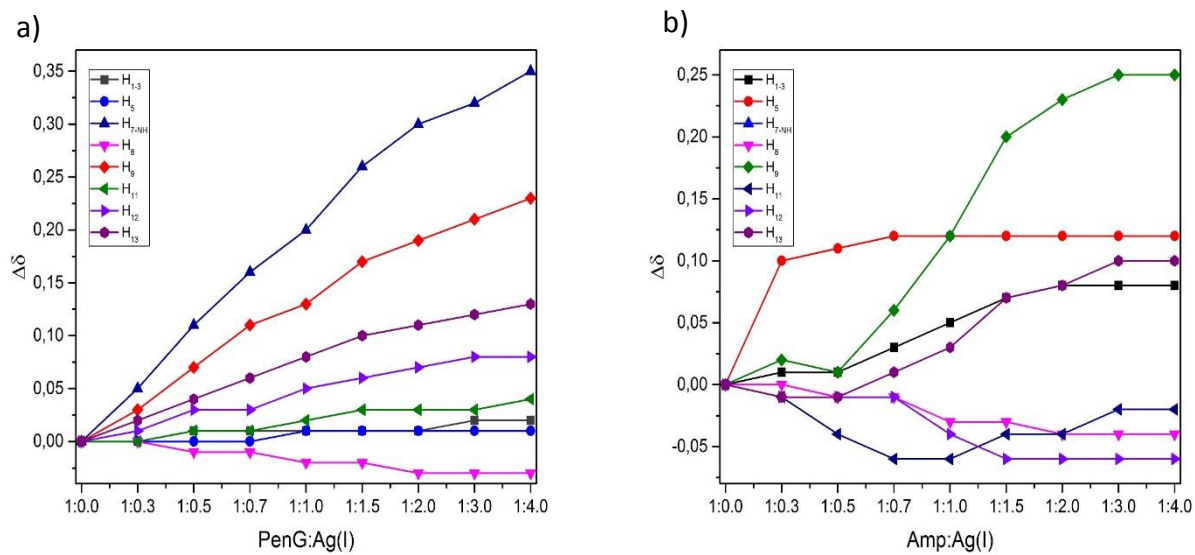 a)
0,35
0,30
0,25
0,20
0,15
0,10
0,05
0,00
Δδ
H1-3
H5
H7-NH
H8
H9
H11
H12
H13
1:0.0 1:0.3 1:0.5 1:0.7 1:1.0 1:1.5 1:2.0 1:3.0 1:4.0
PenG:Ag(I)
b)
0,25
0,20
0,15
0,10
0,05
0,00
-0,05
Δδ
H1-3
H5
H7-NH
H8
H9
H11
H12
H13
1:0.0 1:0.3 1:0.5 1:0.7 1:1.0 1:1.5 1:2.0 1:3.0 1:4.0
Amp:Ag(I)